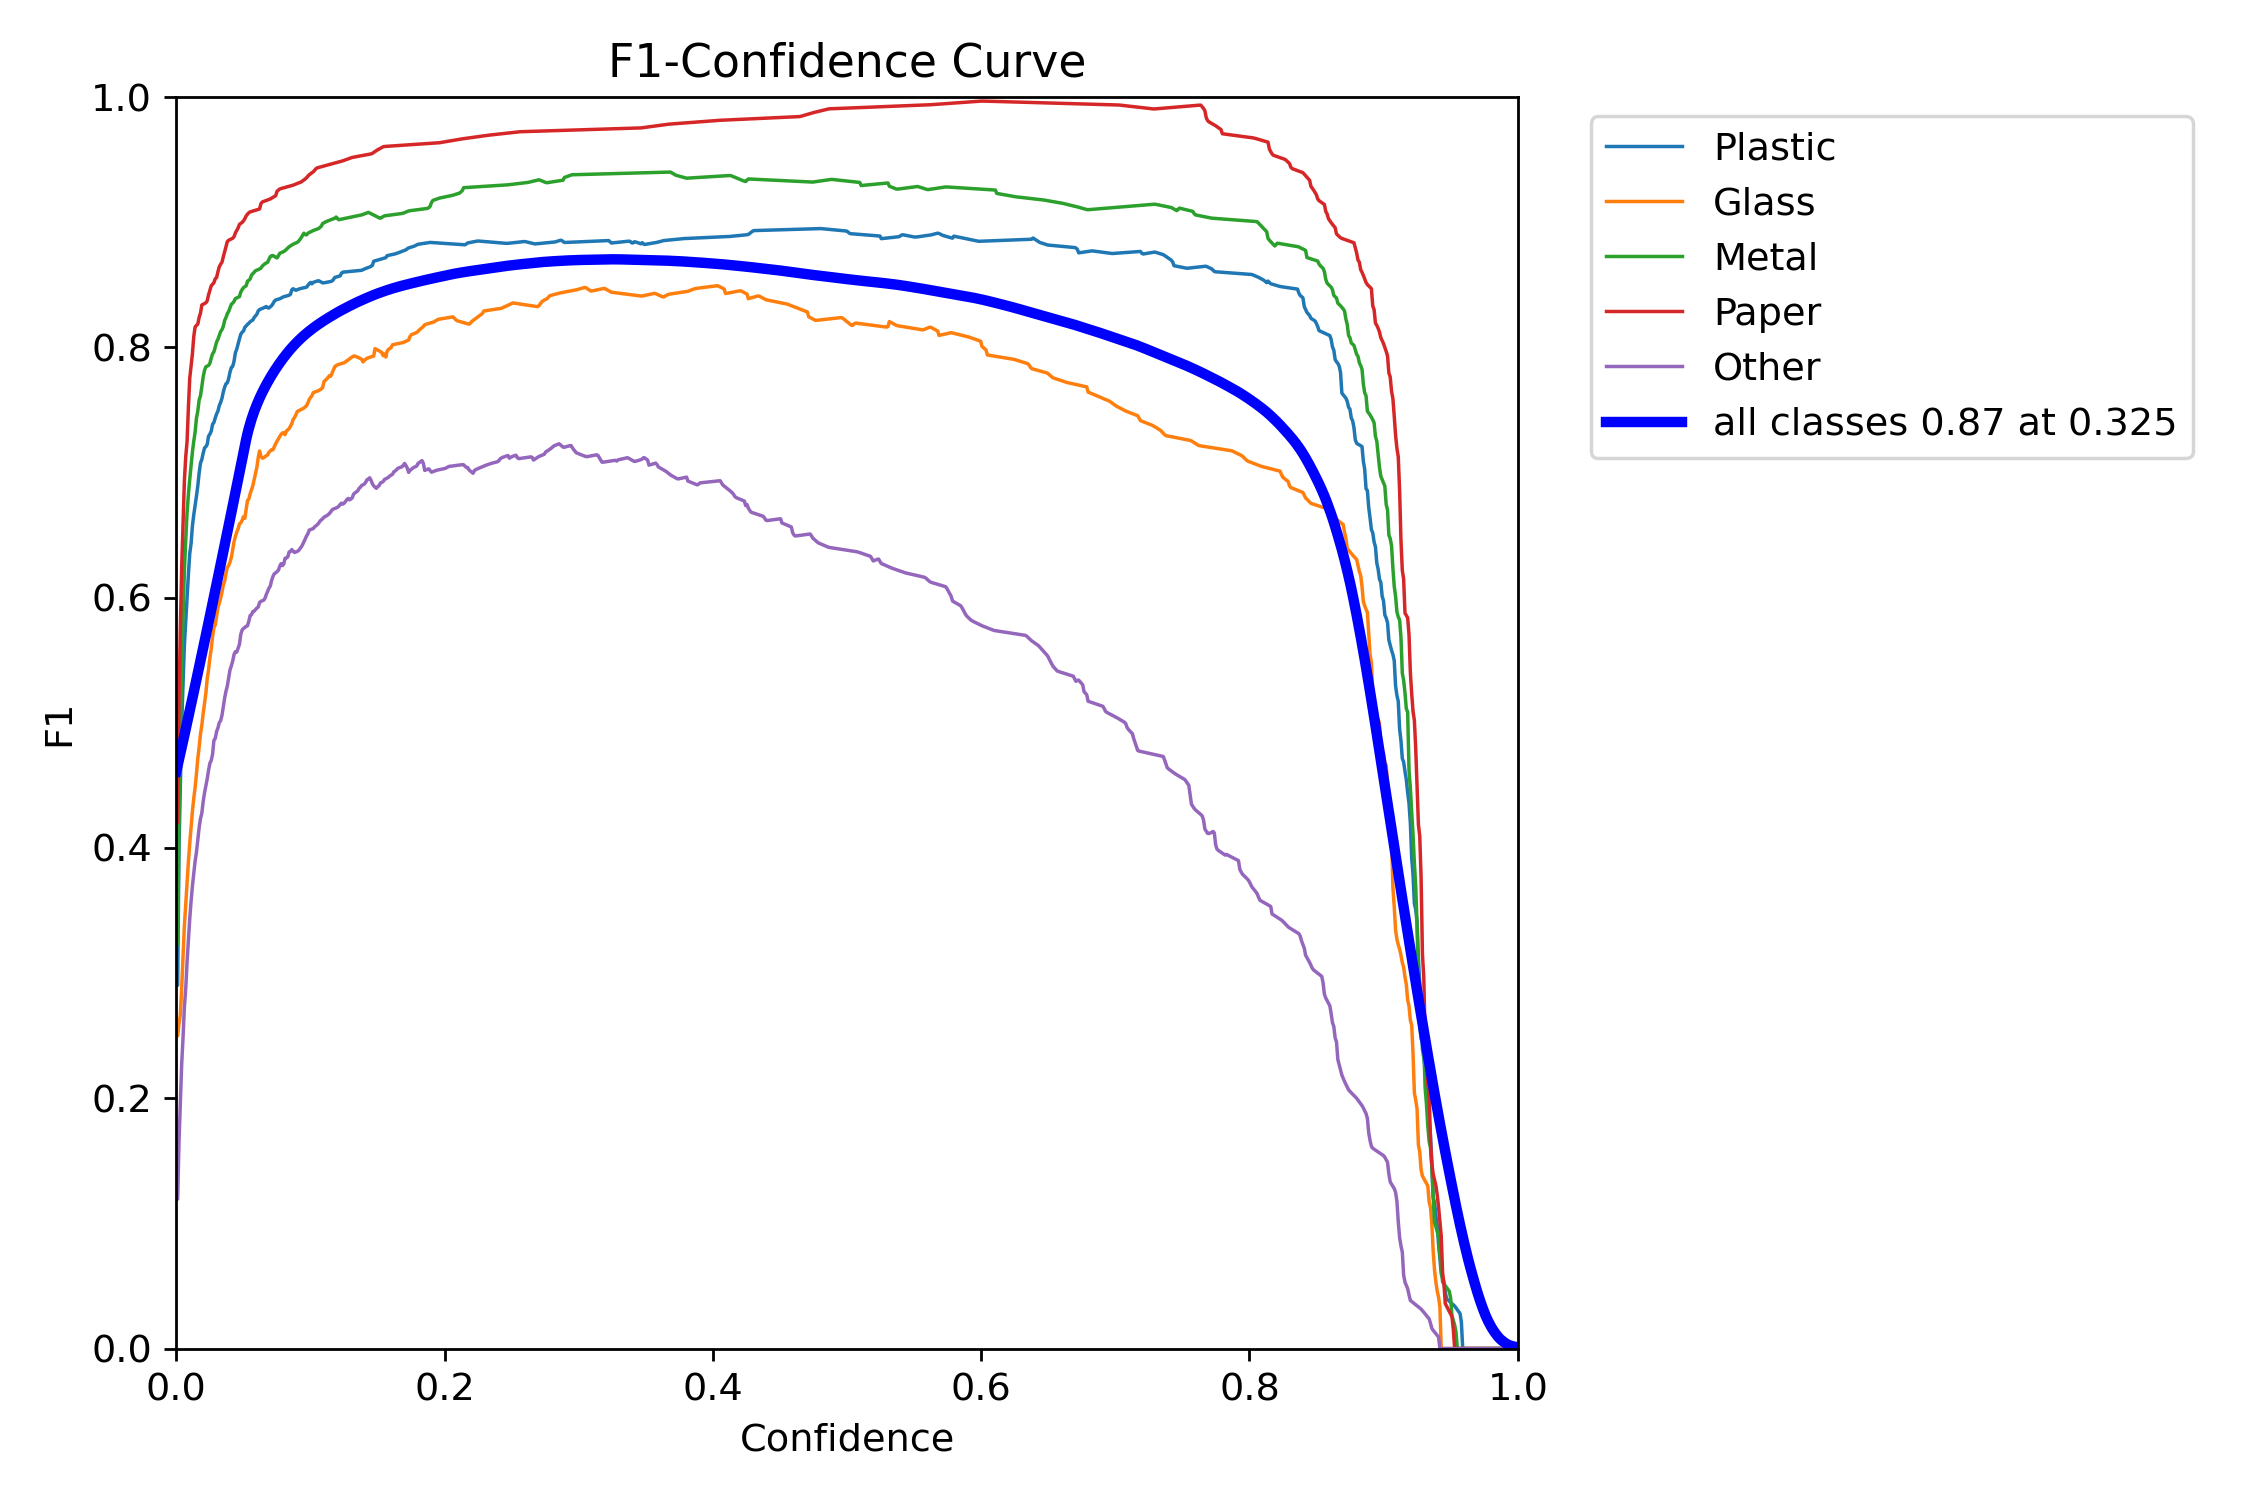 F1-Confidence Curve
1.0
0.8
0.6
0.4
0.2
0.0
F1
0.0 0.2 0.4 0.6 0.8 1.0
Confidence
Plastic
Glass
Metal
Paper
Other
all classes 0.87 at 0.325